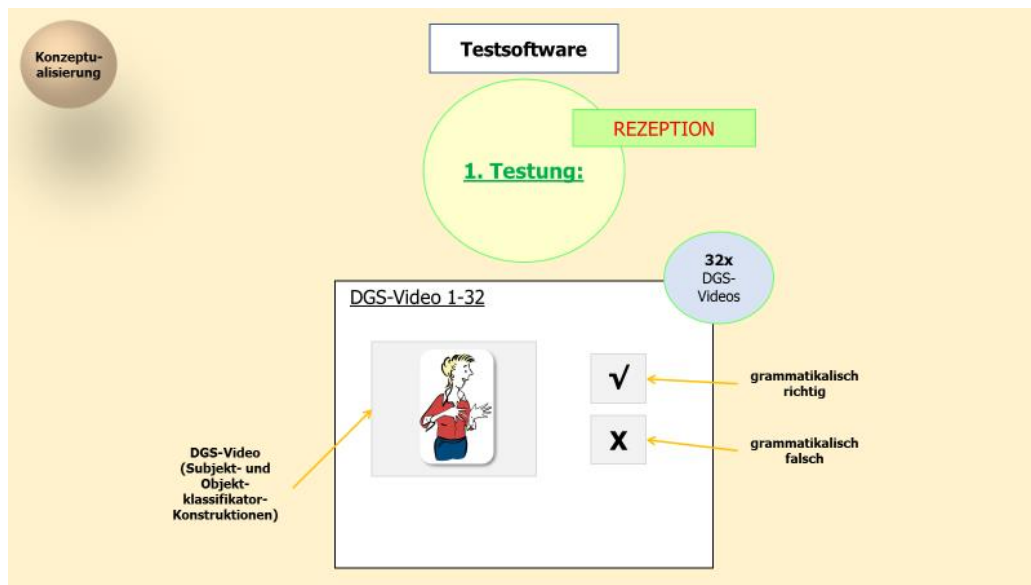 Konzeptu-
alisierung
Testsoftware
REZEPTION
1. Testung:
32x
DGS-
Videos
DGS-Video 1-32
√
X
grammatikalisch
richtig
grammatikalisch
falsch
DGS-Video
(Subjekt- und
Objekt-
klassifikator-
Konstruktionen)